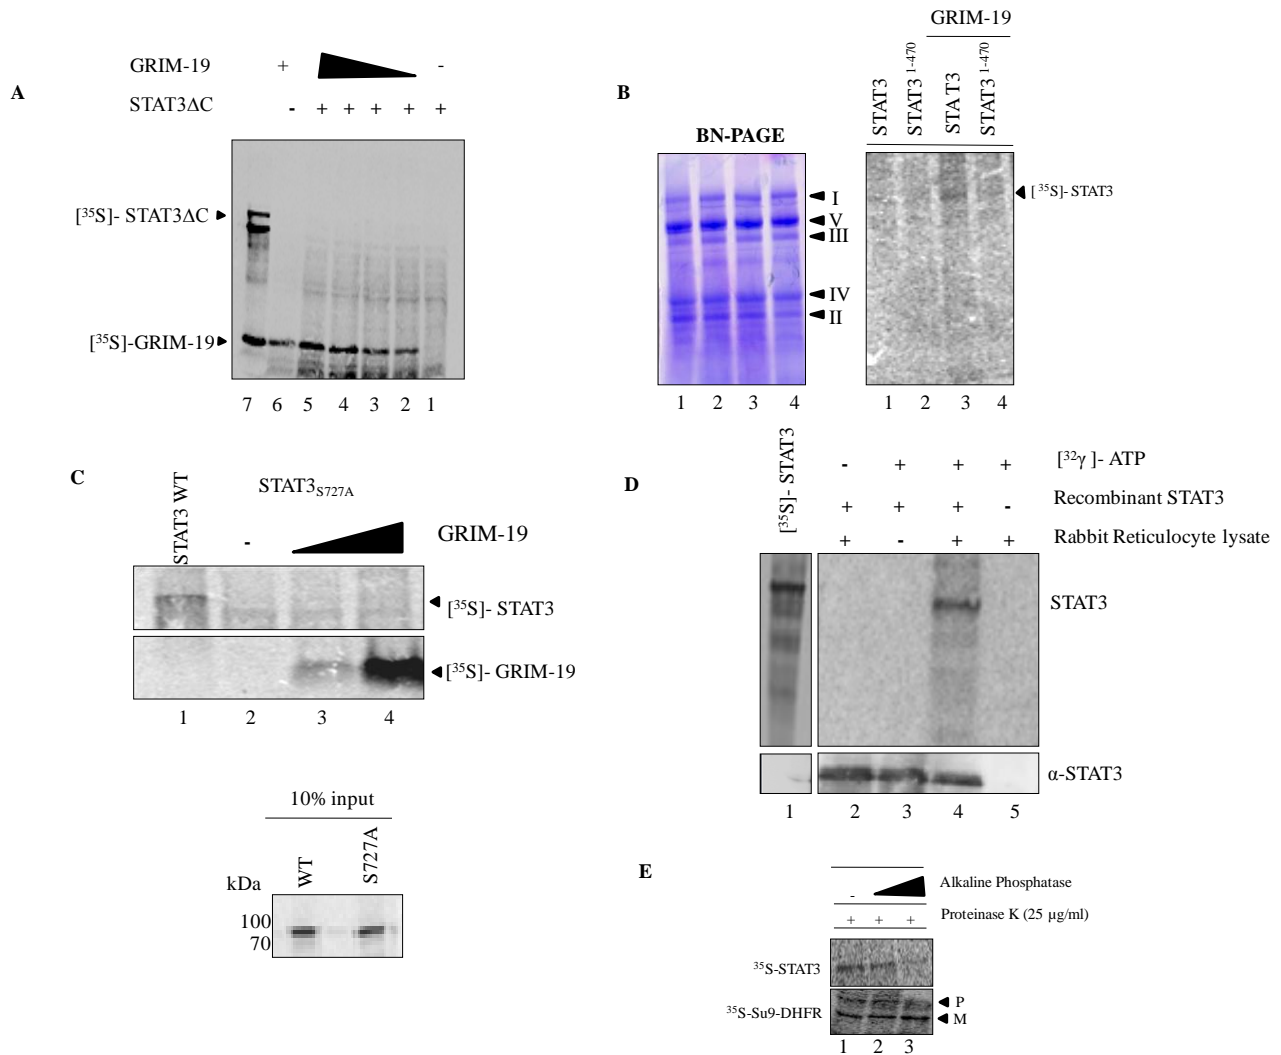 A
GRIM-19 + -
STAT3ΔC - + + + + +
[³⁵S]- STAT3ΔC
[³⁵S]-GRIM-19
7 6 5 4 3 2 1
B
BN-PAGE
I
V
III
IV
II
1 2 3 4
GRIM-19
STAT3
STAT3 ¹⁻⁴⁷⁰
STAT3
STAT3 ¹⁻⁴⁷⁰
[³⁵S]- STAT3
1 2 3 4
C
STAT3 WT
STAT3S727A
-
GRIM-19
[³⁵S]- STAT3
[³⁵S]- GRIM-19
1 2 3 4
10% input
WT
S727A
kDa
100
70
D
[³⁵S]- STAT3
- + + + [³²γ ]- ATP
+ + + - Recombinant STAT3
+ - + + Rabbit Reticulocyte lysate
STAT3
α-STAT3
1 2 3 4 5
E
- Alkaline Phosphatase
+ + + Proteinase K (25 µg/ml)
³⁵S-STAT3
³⁵S-Su9-DHFR
P
M
1 2 3